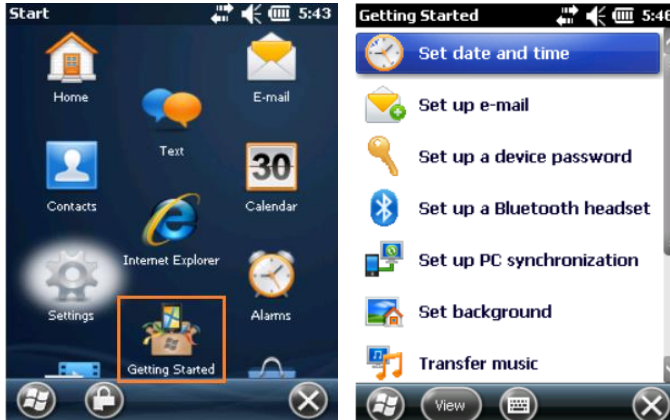 Start 5:43
Home
E-mail
Text
Contacts
30
Calendar
Internet Explorer
Settings
Alarms
Getting Started
Getting Started 5:46
Set date and time
Set up e-mail
Set up a device password
Set up a Bluetooth headset
Set up PC synchronization
Set background
Transfer music
View